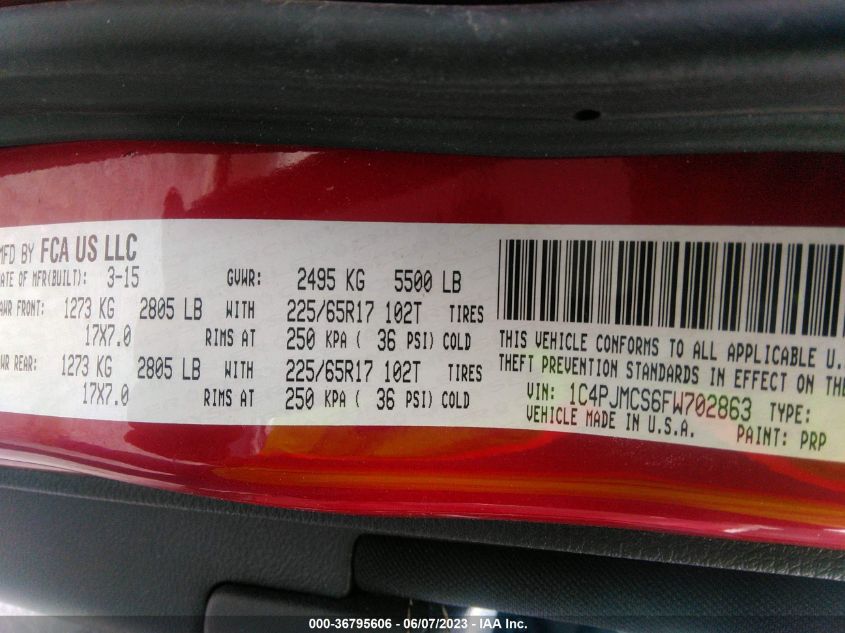 MFD BY FCA US LLC
ATE OF MFR(BUILT): 3-15 GVWR: 2495 KG 5500 LB
AWR FRONT: 1273 KG 2805 LB WITH 225/65R17 102T TIRES
17X7.0 RIMS AT 250 KPA ( 36 PSI) COLD
WR REAR: 1273 KG 2805 LB WITH 225/65R17 102T TIRES
17X7.0 RIMS AT 250 KPA ( 36 PSI) COLD
THIS VEHICLE CONFORMS TO ALL APPLICABLE U.
THEFT PREVENTION STANDARDS IN EFFECT ON THE
VIN: 1C4PJMCS6FW702863 TYPE:
VEHICLE MADE IN U.S.A. PAINT: PRP
000-36795606 - 06/07/2023 - IAA Inc.